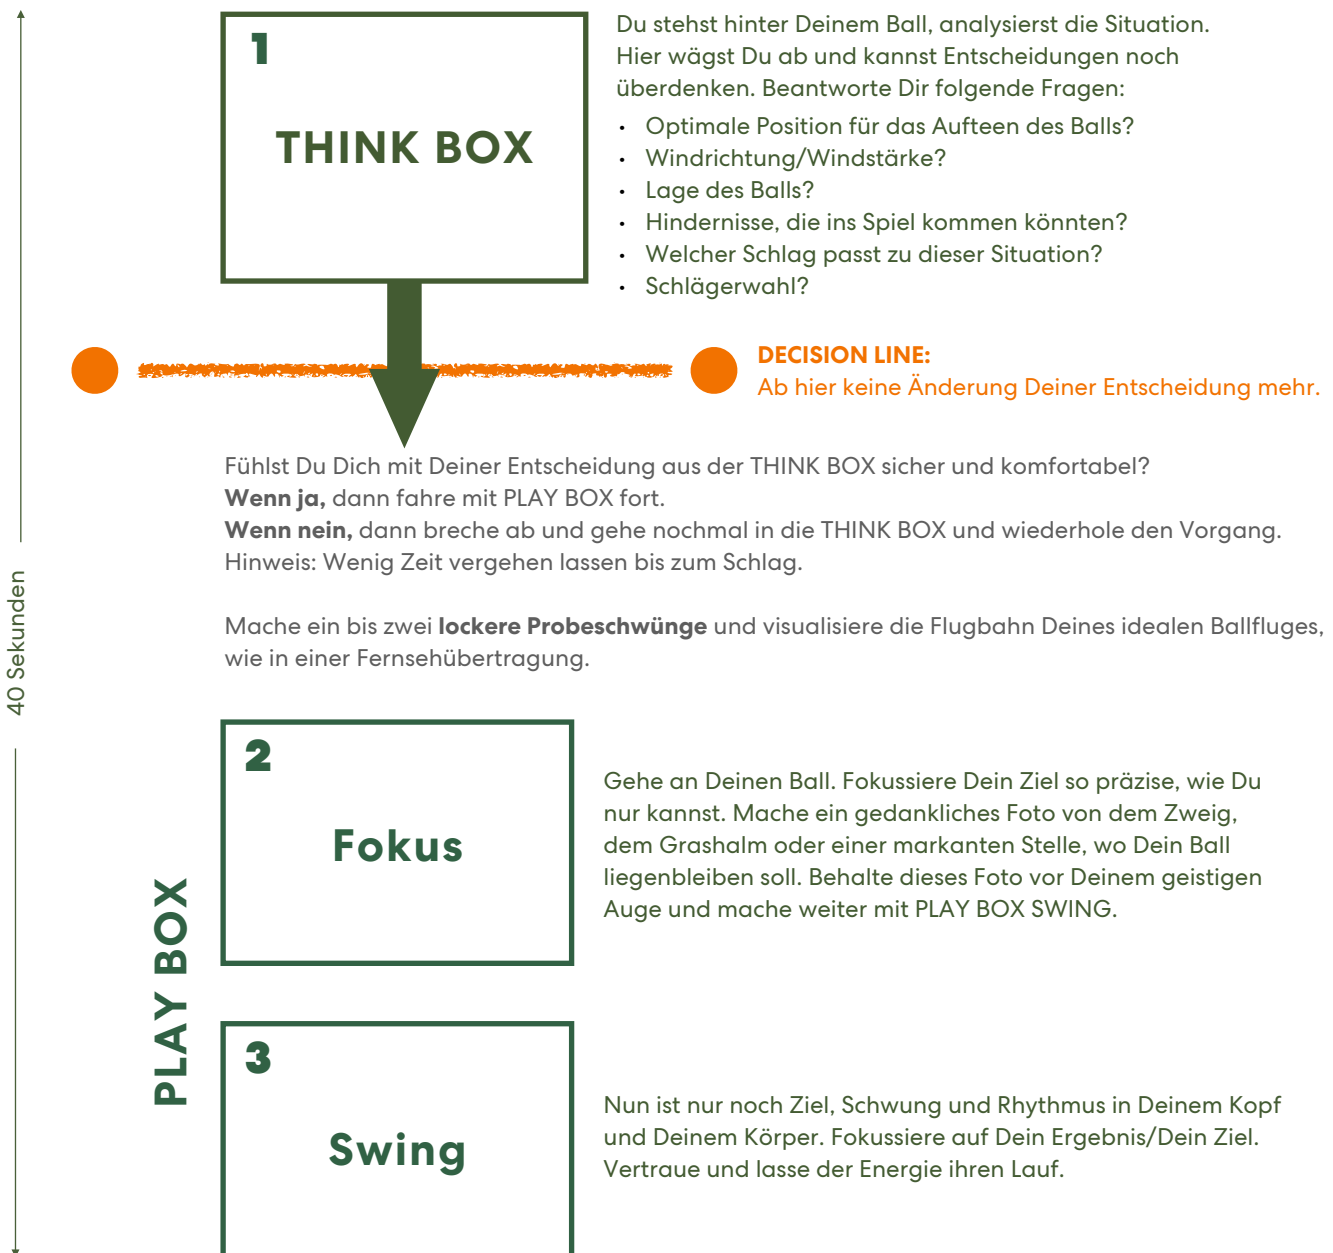 1
THINK BOX
Du stehst hinter Deinem Ball, analysierst die Situation.
Hier wägst Du ab und kannst Entscheidungen noch
überdenken. Beantworte Dir folgende Fragen:
• Optimale Position für das Aufteen des Balls?
• Windrichtung/Windstärke?
• Lage des Balls?
• Hindernisse, die ins Spiel kommen könnten?
• Welcher Schlag passt zu dieser Situation?
• Schlägerwahl?
DECISION LINE:
Ab hier keine Änderung Deiner Entscheidung mehr.
Fühlst Du Dich mit Deiner Entscheidung aus der THINK BOX sicher und komfortabel?
Wenn ja, dann fahre mit PLAY BOX fort.
Wenn nein, dann breche ab und gehe nochmal in die THINK BOX und wiederhole den Vorgang.
Hinweis: Wenig Zeit vergehen lassen bis zum Schlag.
Mache ein bis zwei lockere Probeschwünge und visualisiere die Flugbahn Deines idealen Ballfluges,
wie in einer Fernsehübertragung.
40 Sekunden
PLAY BOX
2
Fokus
Gehe an Deinen Ball. Fokussiere Dein Ziel so präzise, wie Du
nur kannst. Mache ein gedankliches Foto von dem Zweig,
dem Grashalm oder einer markanten Stelle, wo Dein Ball
liegenbleiben soll. Behalte dieses Foto vor Deinem geistigen
Auge und mache weiter mit PLAY BOX SWING.
3
Swing
Nun ist nur noch Ziel, Schwung und Rhythmus in Deinem Kopf
und Deinem Körper. Fokussiere auf Dein Ergebnis/Dein Ziel.
Vertraue und lasse der Energie ihren Lauf.